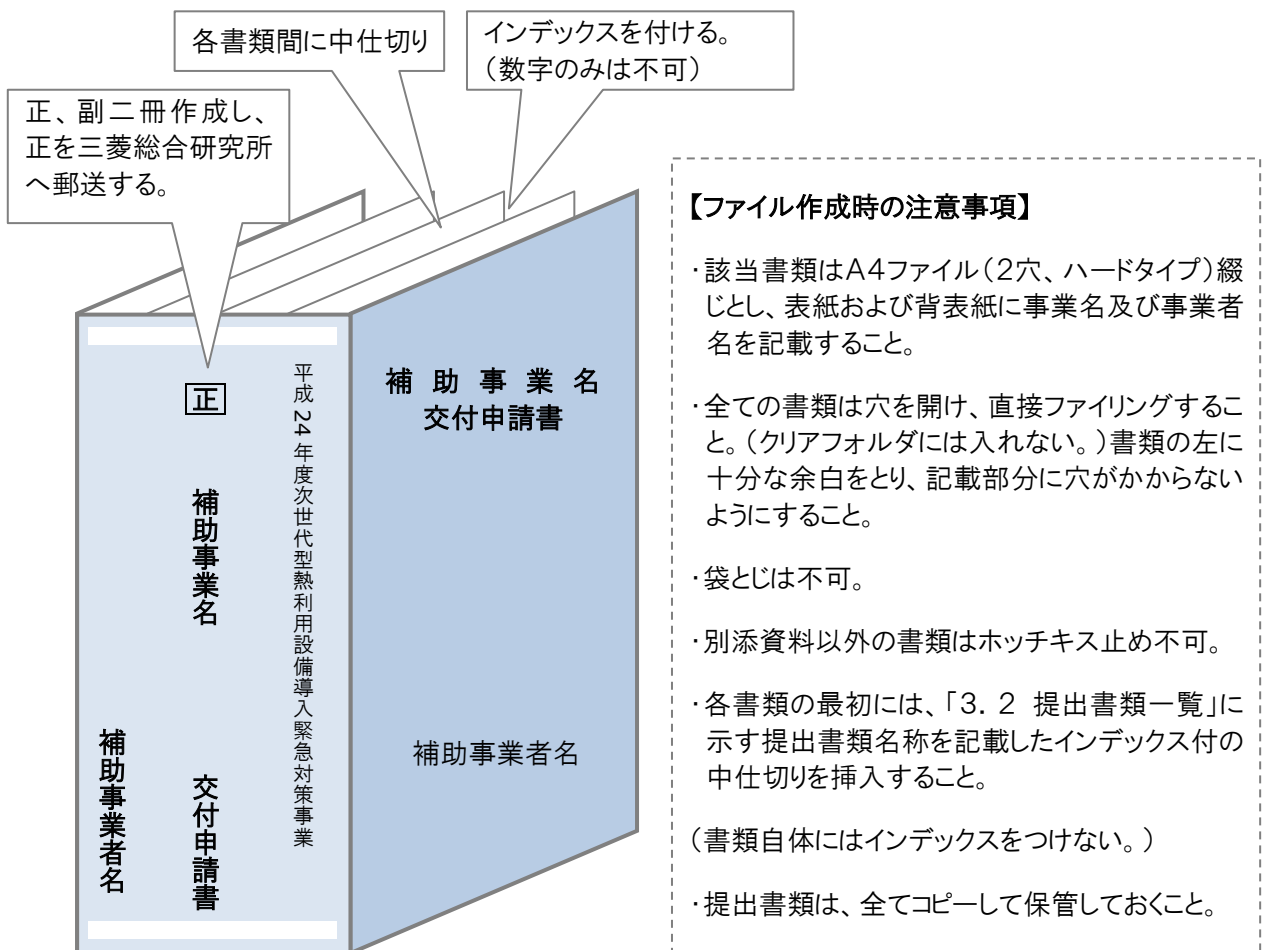 各書類間に中仕切り
インデックスを付ける。
（数字のみは不可）
正、副二冊作成し、
正を三菱総合研究所
へ郵送する。
正
平成24年度次世代型熱利用設備導入緊急対策事業
補助事業名
交付申請書
補助事業者名
補助事業名
交付申請書
補助事業者名
【ファイル作成時の注意事項】
・該当書類はA4ファイル（2穴、ハードタイプ）綴
じとし、表紙および背表紙に事業名及び事業者
名を記載すること。
・全ての書類は穴を開け、直接ファイリングするこ
と。（クリアフォルダには入れない。）書類の左に
十分な余白をとり、記載部分に穴がかからない
ようにすること。
・袋とじは不可。
・別添資料以外の書類はホッチキス止め不可。
・各書類の最初には、「3．2 提出書類一覧」に
示す提出書類名称を記載したインデックス付の
中仕切りを挿入すること。
（書類自体にはインデックスをつけない。）
・提出書類は、全てコピーして保管しておくこと。